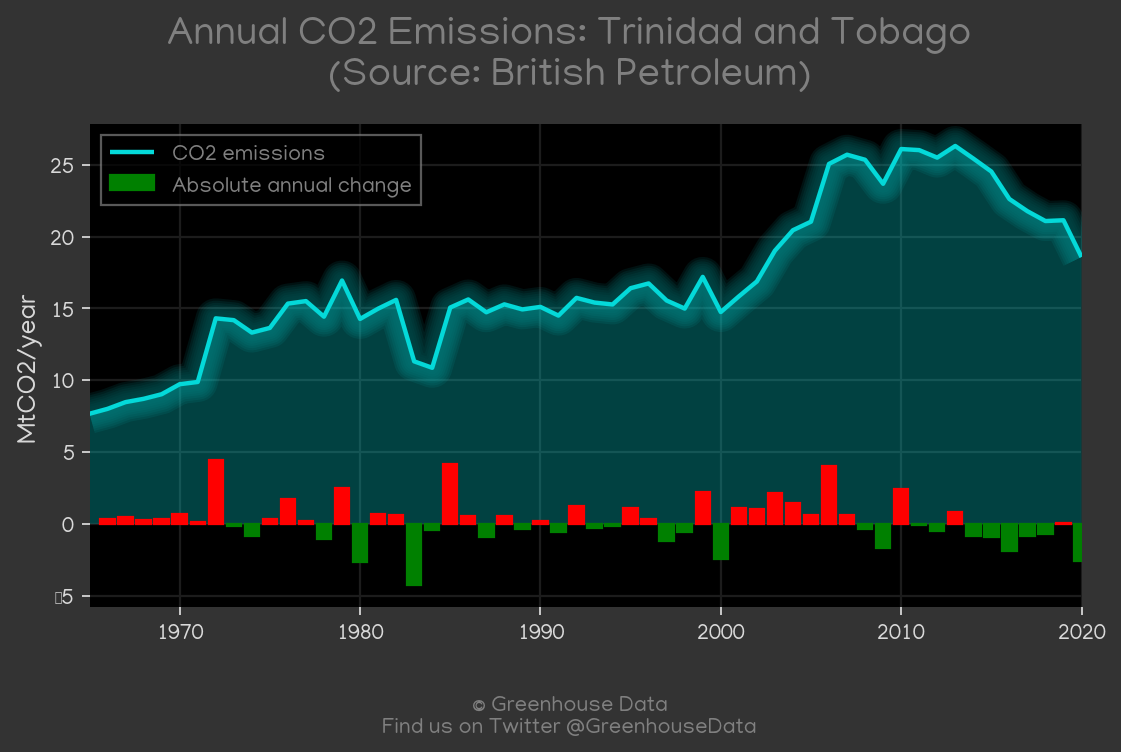 Annual CO2 Emissions: Trinidad and Tobago
(Source: British Petroleum)
CO2 emissions
Absolute annual change
MtCO2/year
25
20
15
10
5
0
▯5
1970 1980 1990 2000 2010 2020
© Greenhouse Data
Find us on Twitter @GreenhouseData